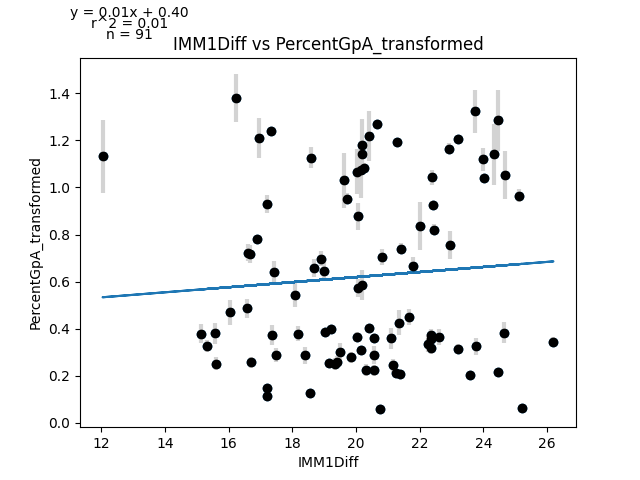 y = 0.01x + 0.40
r^2 = 0.01
n = 91
IMM1Diff vs PercentGpA_transformed
PercentGpA_transformed
1.4
1.2
1.0
0.8
0.6
0.4
0.2
0.0
12 14 16 18 20 22 24 26
IMM1Diff